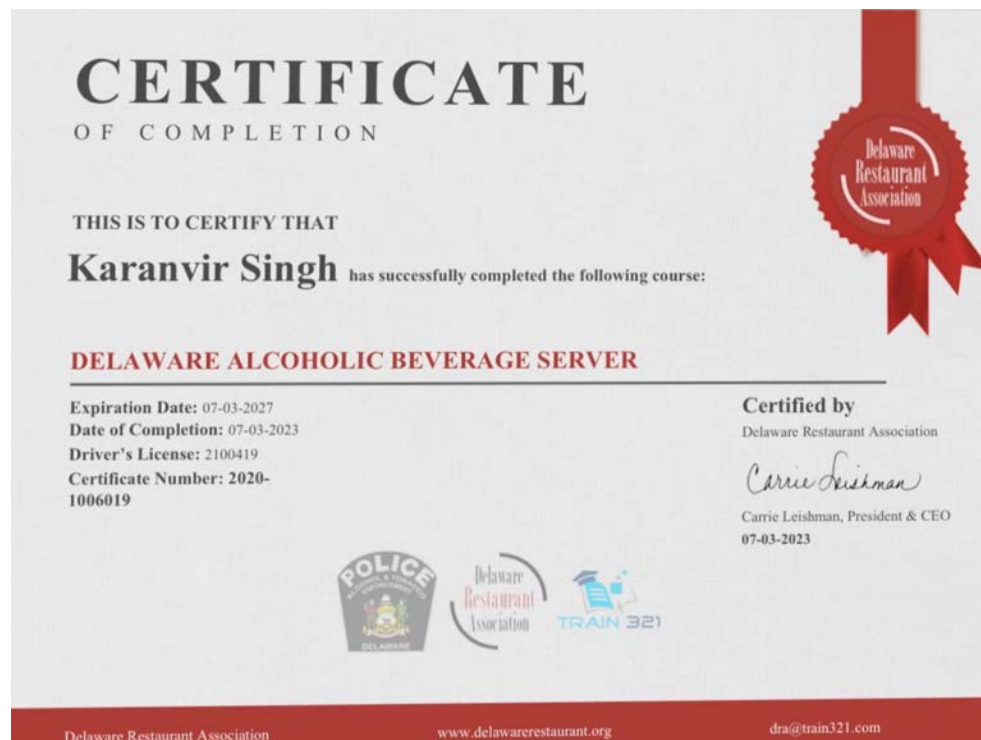 CERTIFICATE
OF COMPLETION
Delaware
Restaurant
Association
THIS IS TO CERTIFY THAT
Karanvir Singh has successfully completed the following course:
DELAWARE ALCOHOLIC BEVERAGE SERVER
Expiration Date: 07-03-2027
Date of Completion: 07-03-2023
Driver's License: 2100419
Certificate Number: 2020-
1006019
Certified by
Delaware Restaurant Association
Carrie Leishman
Carrie Leishman, President & CEO
07-03-2023
POLICE
ALCOHOL & TOBACCO
ENFORCEMENT
DELAWARE
Delaware
Restaurant
Association
TRAIN 321
Delaware Restaurant Association
www.delawarerestaurant.org
dra@train321.com